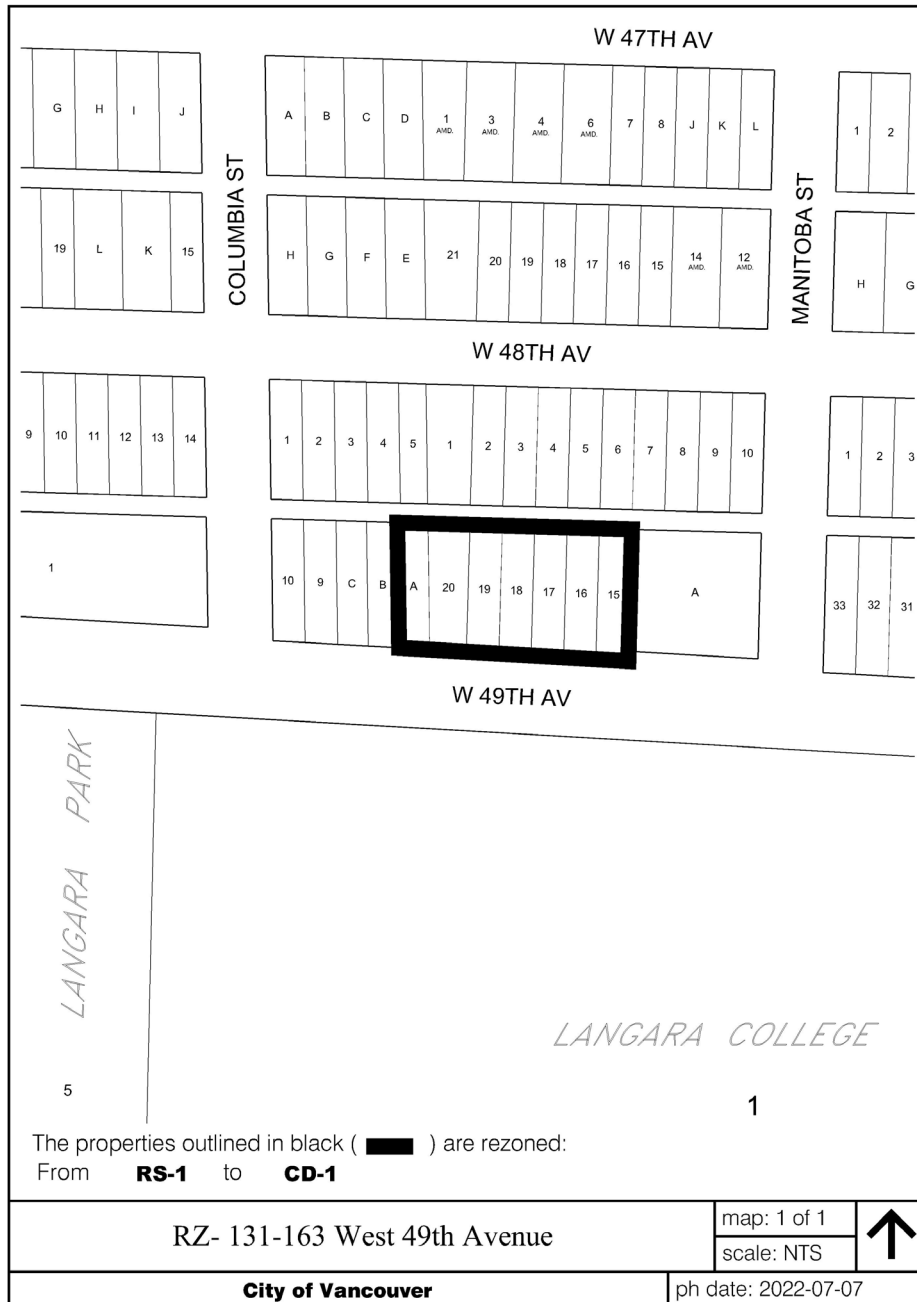 W 47TH AV
G H I J
A B C D 1 3 4 6 7 8 J K L
AMD. AMD. AMD. AMD.
1 2
COLUMBIA ST
MANITOBA ST
19 L K 15
H G F E 21 20 19 18 17 16 15 14 12
AMD. AMD.
H G
W 48TH AV
9 10 11 12 13 14
1 2 3 4 5 1 2 3 4 5 6 7 8 9 10
1 2 3
1
10 9 C B A 20 19 18 17 16 15 A
33 32 31
W 49TH AV
LANGARA PARK
LANGARA COLLEGE
5
1
The properties outlined in black ( ) are rezoned:
From RS-1 to CD-1
RZ- 131-163 West 49th Avenue
map: 1 of 1
scale: NTS
City of Vancouver
ph date: 2022-07-07